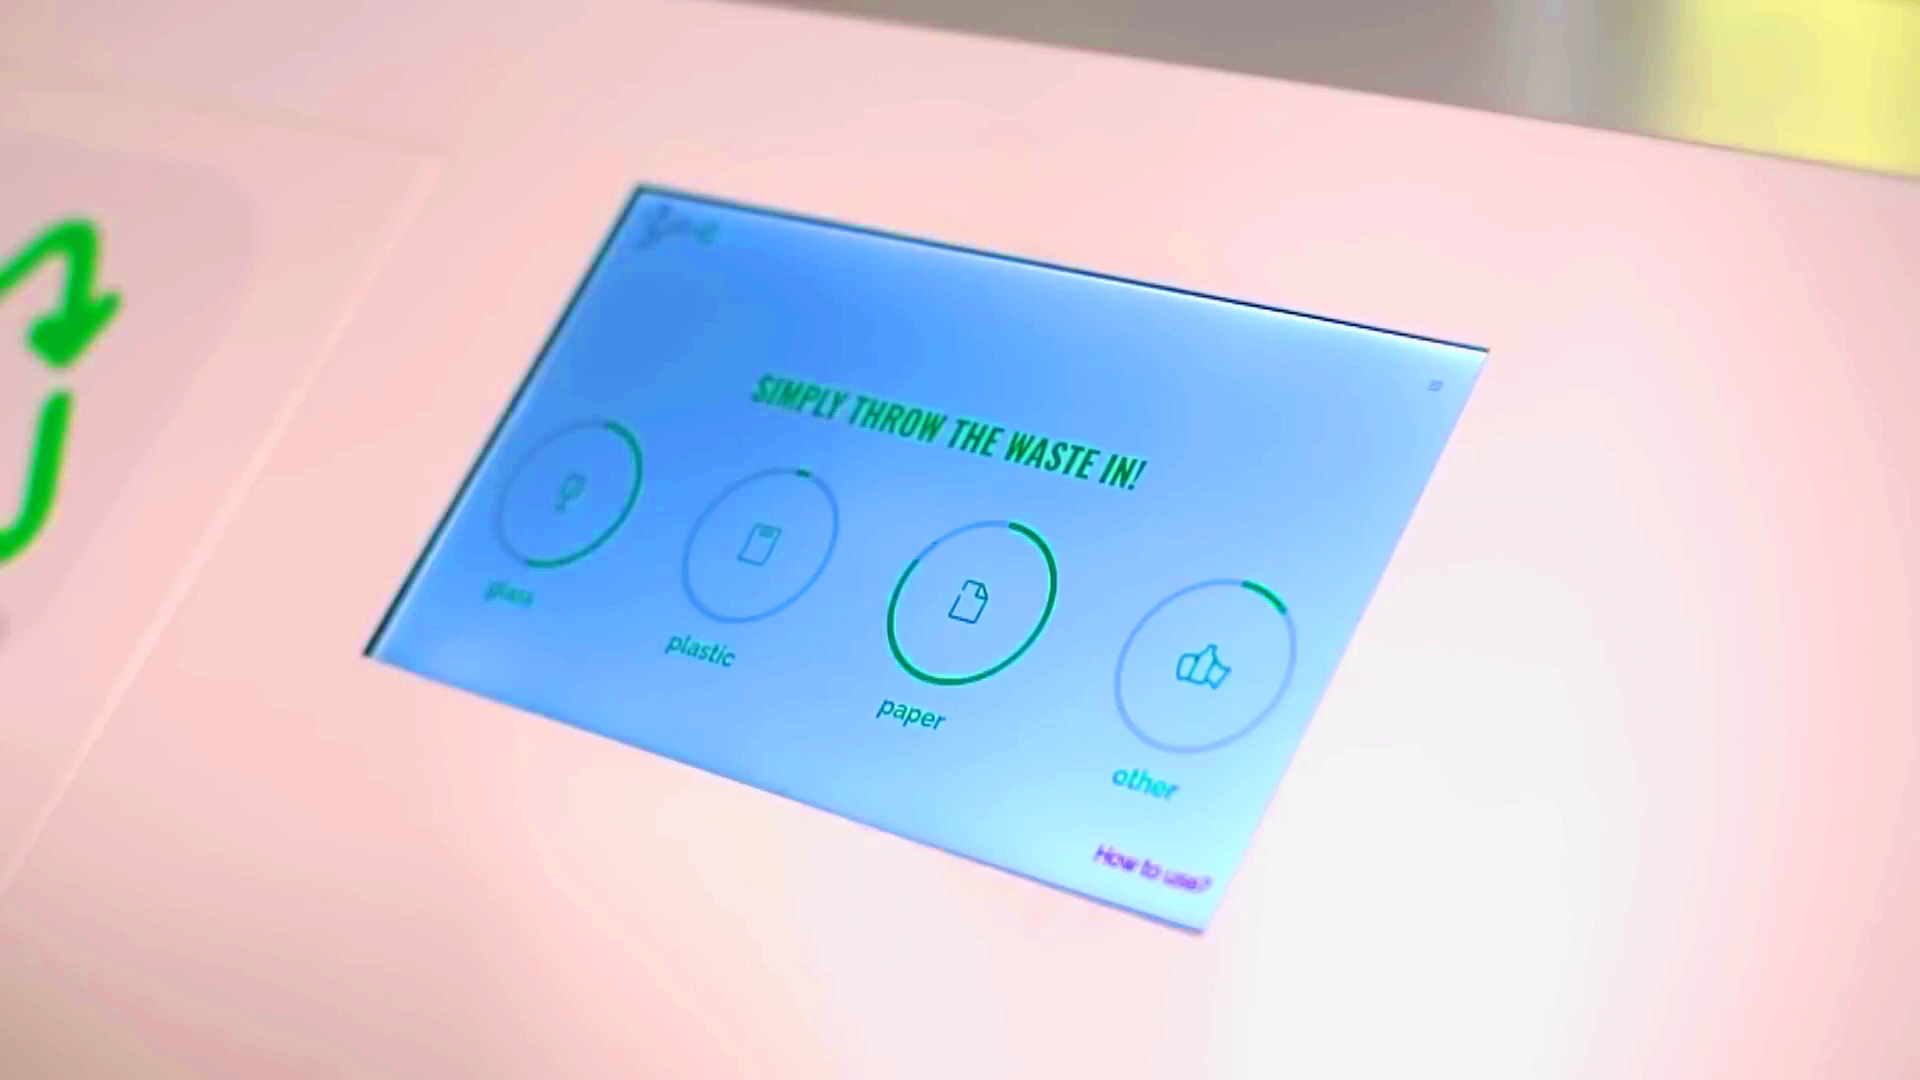 SIMPLY THROW THE WASTE IN!
glass
plastic
paper
other
How to use?